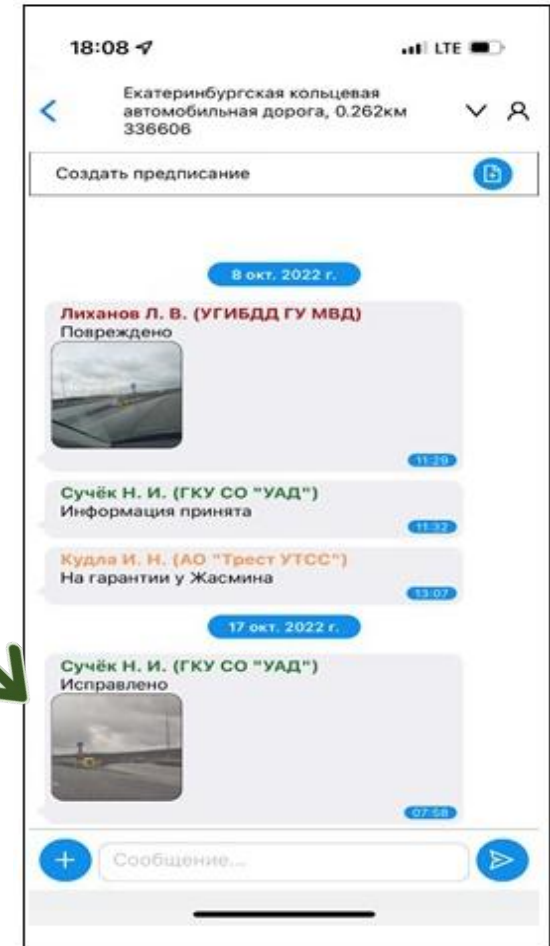 18:08
LTE
Екатеринбургская кольцевая
автомобильная дорога, 0.262км
336606
Создать предписание
8 окт. 2022 г.
Лиханов Л. В. (УГИБДД ГУ МВД)
Повреждено
11:29
Сучёк Н. И. (ГКУ СО "УАД")
Информация принята
11:32
Кудла И. Н. (АО "Трест УТСС")
На гарантии у Жасмина
13:07
17 окт. 2022 г.
Сучёк Н. И. (ГКУ СО "УАД")
Исправлено
07:58
Сообщение...